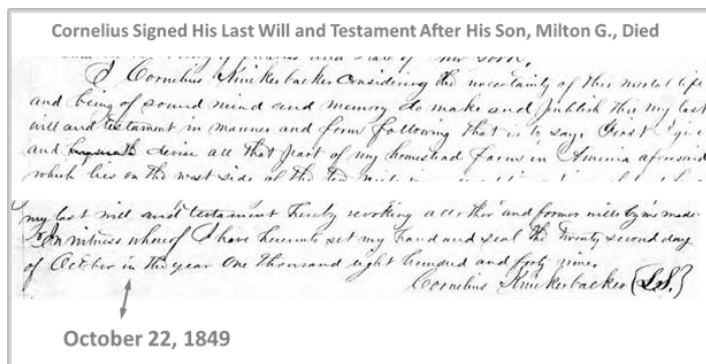 Cornelius Signed His Last Will and Testament After His Son, Milton G., Died
I Cornelius Knickerbacker Considering the uncertainty of this mortal life
and being of sound mind and memory do make and publish this my last
will and testament in manner and form following that is to say. First I give
and devise all that part of my homestead farm in Amenia aforesaid
which lies on the west side of the
my last will and testament hereby revoking all other and former wills by me made
In witness whereof I have hereunto set my hand and seal the Twenty second day
of October in the year One thousand eight hundred and forty nine.
Cornelius Knickerbacker {L.S.}
October 22, 1849